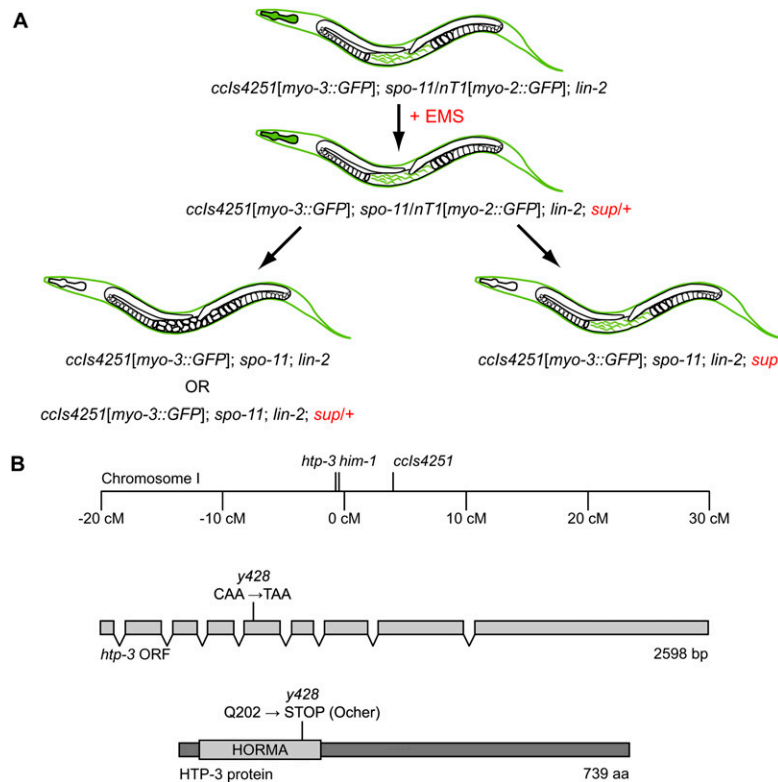 A
ccIs4251[myo-3::GFP]; spo-11/nT1[myo-2::GFP]; lin-2
+ EMS
ccIs4251[myo-3::GFP]; spo-11/nT1[myo-2::GFP]; lin-2; sup/+
ccIs4251[myo-3::GFP]; spo-11; lin-2
OR
ccIs4251[myo-3::GFP]; spo-11; lin-2; sup/+
ccIs4251[myo-3::GFP]; spo-11; lin-2; sup
B
htp-3 him-1 ccIs4251
Chromosome I
-20 cM -10 cM 0 cM 10 cM 20 cM 30 cM
y428
CAA → TAA
htp-3 ORF 2598 bp
y428
Q202 → STOP (Ocher)
HORMA
HTP-3 protein 739 aa